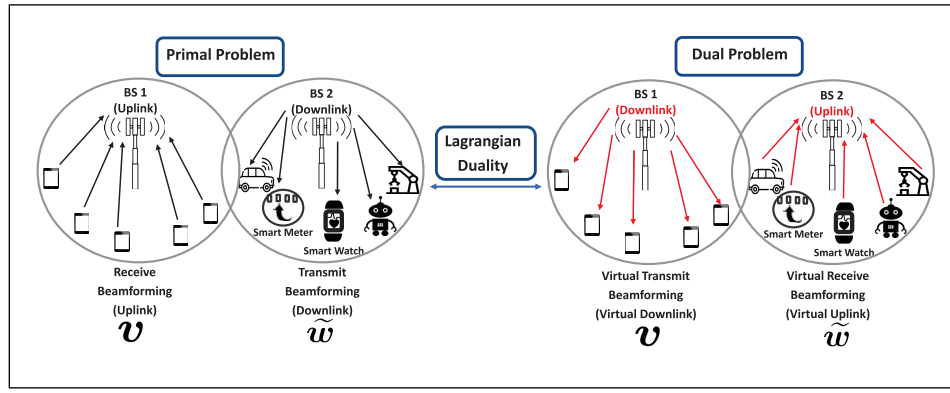 Primal Problem
BS 1
(Uplink)
BS 2
(Downlink)
Smart Meter
Smart Watch
Receive
Beamforming
(Uplink)
v
Transmit
Beamforming
(Downlink)
w̃
Lagrangian
Duality
Dual Problem
BS 1
(Downlink)
BS 2
(Uplink)
Smart Meter
Smart Watch
Virtual Transmit
Beamforming
(Virtual Downlink)
v
Virtual Receive
Beamforming
(Virtual Uplink)
w̃